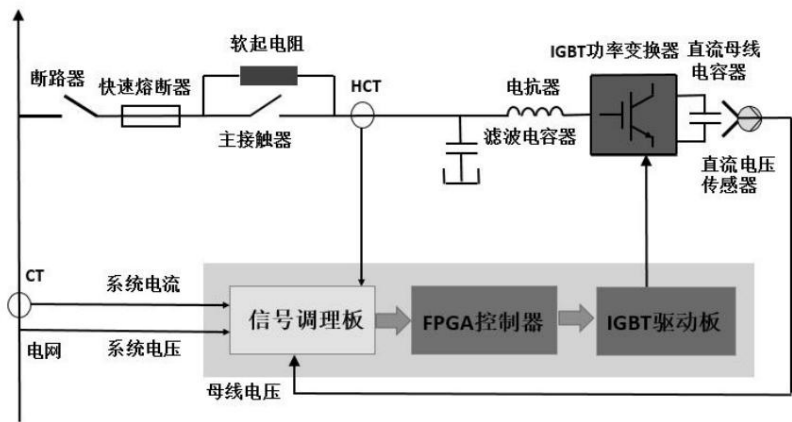 软起电阻
断路器
快速熔断器
HCT
主接触器
电抗器
滤波电容器
IGBT功率变换器
直流母线
电容器
直流电压
传感器
CT
系统电流
系统电压
电网
信号调理板
FPGA控制器
IGBT驱动板
母线电压